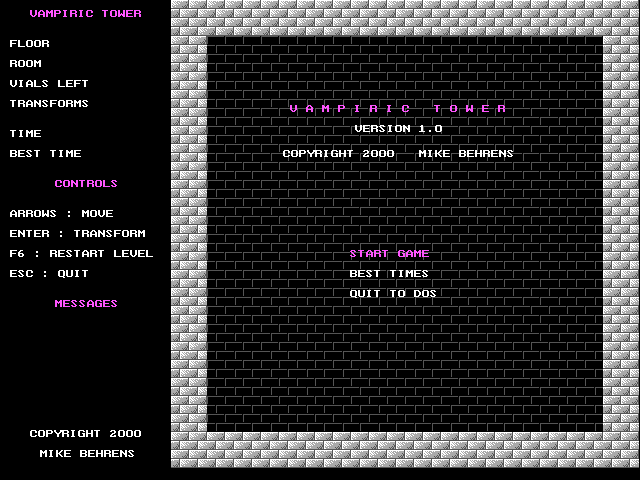 VAMPIRIC TOWER
FLOOR
ROOM
VIALS LEFT
TRANSFORMS
TIME
BEST TIME
CONTROLS
ARROWS : MOVE
ENTER : TRANSFORM
F6 : RESTART LEVEL
ESC : QUIT
MESSAGES
COPYRIGHT 2000
MIKE BEHRENS
VAMPIRIC TOWER
VERSION 1.0
COPYRIGHT 2000 MIKE BEHRENS
START GAME
BEST TIMES
QUIT TO DOS